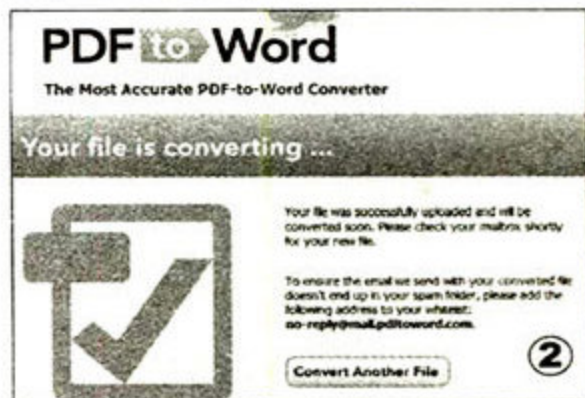 PDF to Word
The Most Accurate PDF-to-Word Converter
Your file is converting ...
Your file was successfully uploaded and will be
converted soon. Please check your mailbox shortly
for your new file.
To ensure the email we send with your converted file
doesn't end up in your spam folder, please add the
following address to your whitelist:
no-reply@mail.pdftoword.com.
Convert Another File
2